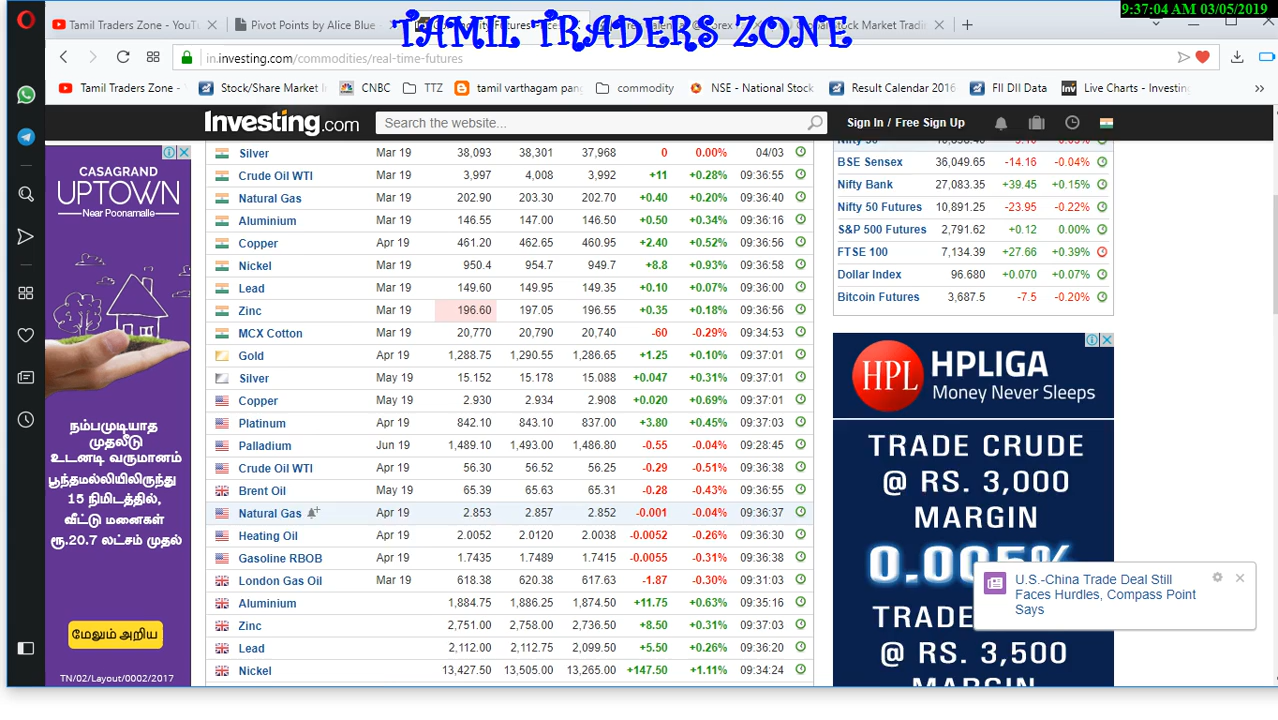 9:37:04 AM 03/05/2019
TAMIL TRADERS ZONE
Tamil Traders Zone - YouT
Pivot Points by Alice Blue
Stock Market Tradi
in.investing.com/commodities/real-time-futures
Tamil Traders Zone -
Stock/Share Market I
CNBC
TTZ
tamil varthagam pan
commodity
NSE - National Stock
Result Calendar 2016
FII DII Data
Inv Live Charts - Investing
Investing.com
Search the website...
Sign In / Free Sign Up
Silver Mar 19 38,093 38,301 37,968 0 0.00% 04/03
Crude Oil WTI Mar 19 3,997 4,008 3,992 +11 +0.28% 09:36:55
Natural Gas Mar 19 202.90 203.30 202.70 +0.40 +0.20% 09:36:40
Aluminium Mar 19 146.55 147.00 146.50 +0.50 +0.34% 09:36:16
Copper Apr 19 461.20 462.65 460.95 +2.40 +0.52% 09:36:56
Nickel Mar 19 950.4 954.7 949.7 +8.8 +0.93% 09:36:58
Lead Mar 19 149.60 149.95 149.35 +0.10 +0.07% 09:36:00
Zinc Mar 19 196.60 197.05 196.55 +0.35 +0.18% 09:36:56
MCX Cotton Mar 19 20,770 20,790 20,740 -60 -0.29% 09:34:53
Gold Apr 19 1,288.75 1,290.55 1,286.65 +1.25 +0.10% 09:37:01
Silver May 19 15.152 15.178 15.088 +0.047 +0.31% 09:37:01
Copper May 19 2.930 2.934 2.908 +0.020 +0.69% 09:37:01
Platinum Apr 19 842.10 843.10 837.00 +3.80 +0.45% 09:37:03
Palladium Jun 19 1,489.10 1,493.00 1,486.80 -0.55 -0.04% 09:28:45
Crude Oil WTI Apr 19 56.30 56.52 56.25 -0.29 -0.51% 09:36:38
Brent Oil May 19 65.39 65.63 65.31 -0.28 -0.43% 09:36:55
Natural Gas Apr 19 2.853 2.857 2.852 -0.001 -0.04% 09:36:37
Heating Oil Apr 19 2.0052 2.0120 2.0038 -0.0052 -0.26% 09:36:30
Gasoline RBOB Apr 19 1.7435 1.7489 1.7415 -0.0055 -0.31% 09:36:38
London Gas Oil Mar 19 618.38 620.38 617.63 -1.87 -0.30% 09:31:03
Aluminium 1,884.75 1,886.25 1,874.50 +11.75 +0.63% 09:35:16
Zinc 2,751.00 2,758.00 2,736.50 +8.50 +0.31% 09:37:03
Lead 2,112.00 2,112.75 2,099.50 +5.50 +0.26% 09:36:20
Nickel 13,427.50 13,505.00 13,265.00 +147.50 +1.11% 09:34:24
BSE Sensex 36,049.65 -14.16 -0.04%
Nifty Bank 27,083.35 +39.45 +0.15%
Nifty 50 Futures 10,891.25 -23.95 -0.22%
S&P 500 Futures 2,791.62 +0.12 0.00%
FTSE 100 7,134.39 +27.66 +0.39%
Dollar Index 96.680 +0.070 +0.07%
Bitcoin Futures 3,687.5 -7.5 -0.20%
CASAGRAND
UPTOWN
Near Poonamalle
நம்பமுடியாத
முதலீடு
உடனடி வருமானம்
பூந்தமல்லியிலிருந்து
15 நிமிடத்தில்,
வீட்டு மனைகள்
ரூ.20.7 லட்சம் முதல்
மேலும் அறிய
TN/02/Layout/0002/2017
HPL
HPLIGA
Money Never Sleeps
TRADE CRUDE
@ RS. 3,000
MARGIN
0.005%
@ RS. 3,500
MARGIN
U.S.-China Trade Deal Still
Faces Hurdles, Compass Point
Says